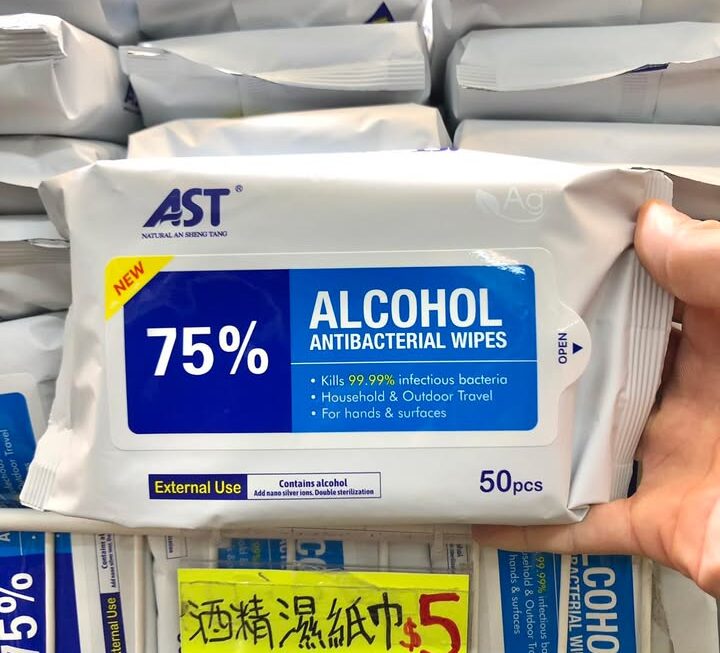 AST®
NATURAL AN SHENG TANG
Ag
NEW
75%
ALCOHOL
ANTIBACTERIAL WIPES
• Kills 99.99% infectious bacteria
• Household & Outdoor Travel
• For hands & surfaces
OPEN
External Use
Contains alcohol
Add nano silver ions. Double sterilization
50pcs
酒精濕紙巾$5